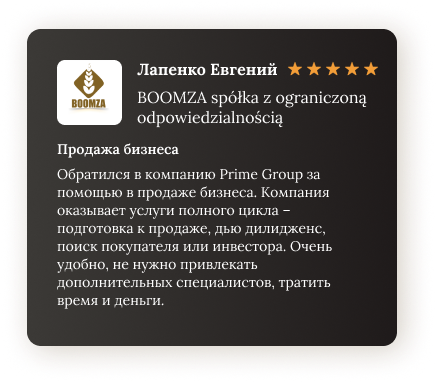 Лапенко Евгений
BOOMZA spółka z ograniczoną
odpowiedzialnością
BOOMZA
Продажа бизнеса
Обратился в компанию Prime Group за
помощью в продаже бизнеса. Компания
оказывает услуги полного цикла –
подготовка к продаже, дью дилидженс,
поиск покупателя или инвестора. Очень
удобно, не нужно привлекать
дополнительных специалистов, тратить
время и деньги.